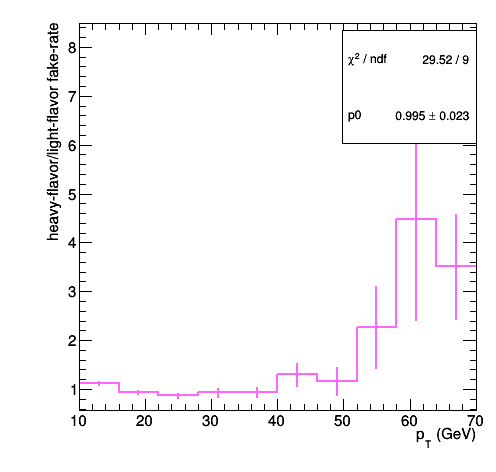 heavy-flavor/light-flavor fake-rate
χ² / ndf 29.52 / 9
p0 0.995 ± 0.023
8
7
6
5
4
3
2
1
10 20 30 40 50 60 70
p_T (GeV)